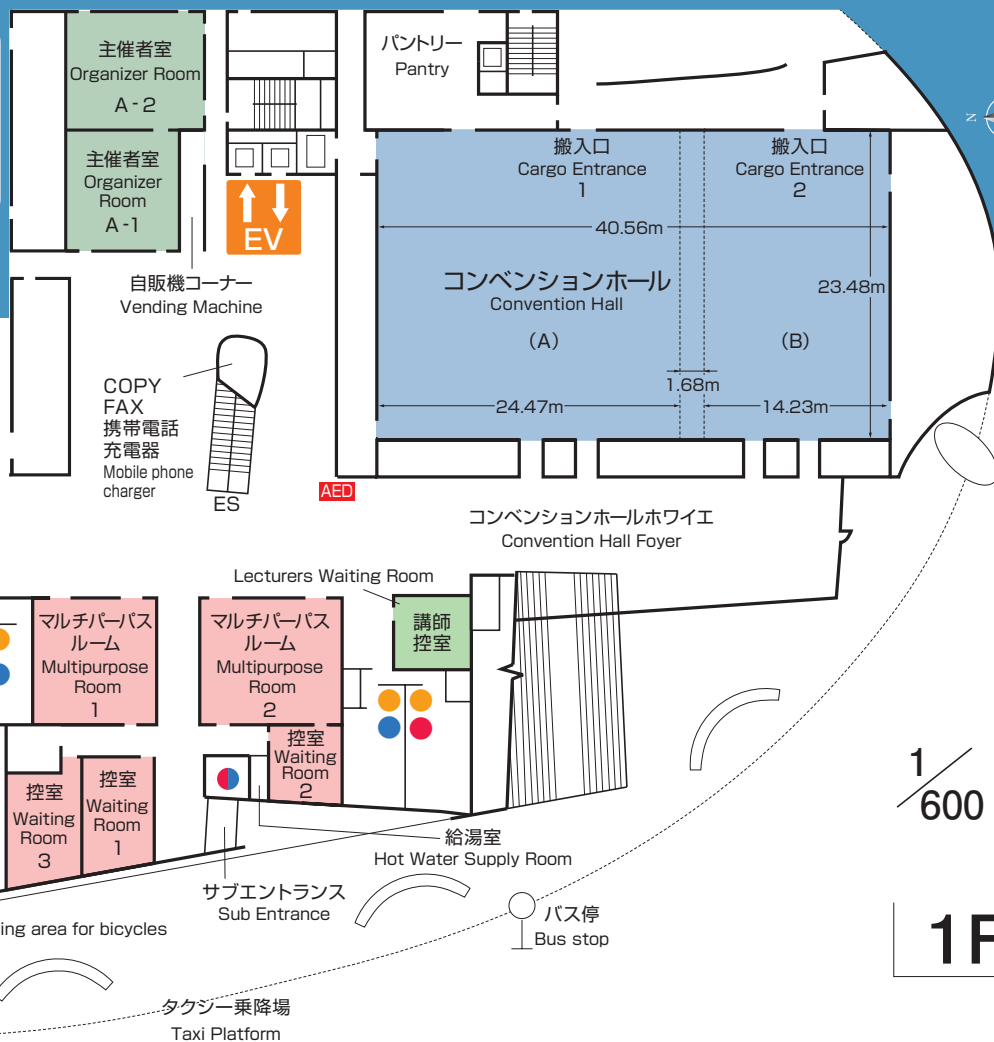 主催者室
Organizer Room
A - 2
主催者室
Organizer
Room
A -1
パントリー
Pantry
N
搬入口
Cargo Entrance
1
搬入口
Cargo Entrance
2
40.56m
EV
自販機コーナー
Vending Machine
コンベンションホール
Convention Hall
23.48m
(A)
(B)
1.68m
24.47m
14.23m
COPY
FAX
携帯電話
充電器
Mobile phone
charger
ES
AED
コンベンションホールホワイエ
Convention Hall Foyer
Lecturers Waiting Room
講師
控室
マルチパーパス
ルーム
Multipurpose
Room
1
マルチパーパス
ルーム
Multipurpose
Room
2
控室
Waiting
Room
2
控室
Waiting
Room
3
控室
Waiting
Room
1
1/600
給湯室
Hot Water Supply Room
サブエントランス
Sub Entrance
ing area for bicycles
バス停
Bus stop
1F
タクシー乗降場
Taxi Platform